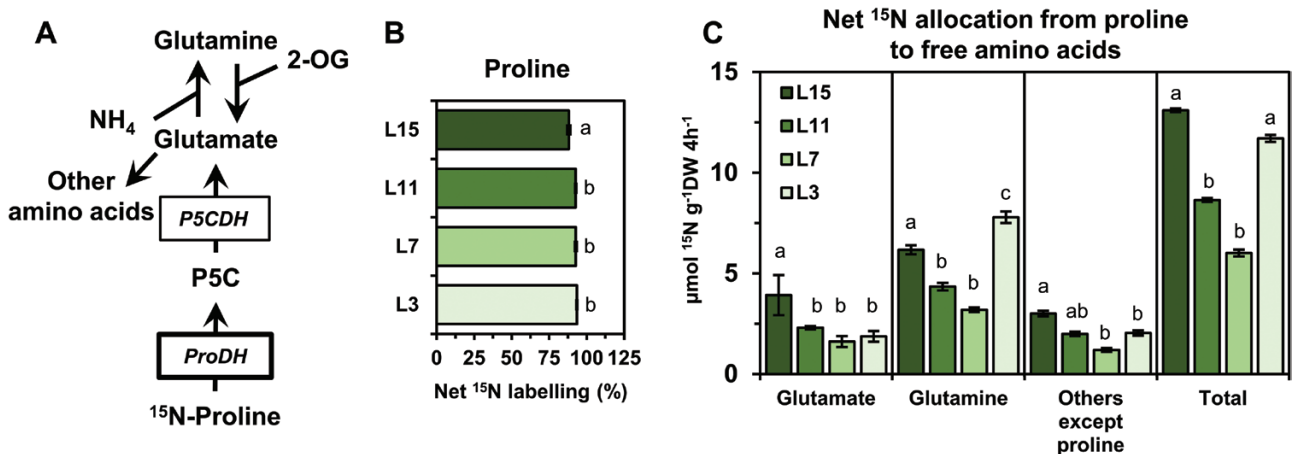 A
Glutamine
2-OG
NH₄
Glutamate
Other
amino acids
P5CDH
P5C
ProDH
¹⁵N-Proline
B
Proline
L15
a
L11
b
L7
b
L3
b
0 25 50 75 100 125
Net ¹⁵N labelling (%)
C
Net ¹⁵N allocation from proline
to free amino acids
µmol ¹⁵N g⁻¹DW 4h⁻¹
15
10
5
0
L15
L11
L7
L3
a b b b
a b b c
a ab b b
a b b a
Glutamate
Glutamine
Others
except
proline
Total